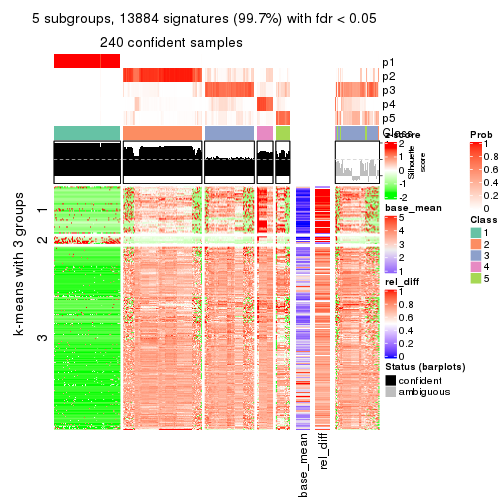 5 subgroups, 13884 signatures (99.7%) with fdr < 0.05
240 confident samples
p1
p2
p3
p4
p5
Class
Silhouette
score
k-means with 3 groups
1
2
3
base_mean
rel_diff
z-score
2
1
0
-1
-2
base_mean
5
4
3
2
1
rel_diff
1
0.8
0.6
0.4
0.2
0
Status (barplots)
confident
ambiguous
Prob
1
0.8
0.6
0.4
0.2
0
Class
1
2
3
4
5